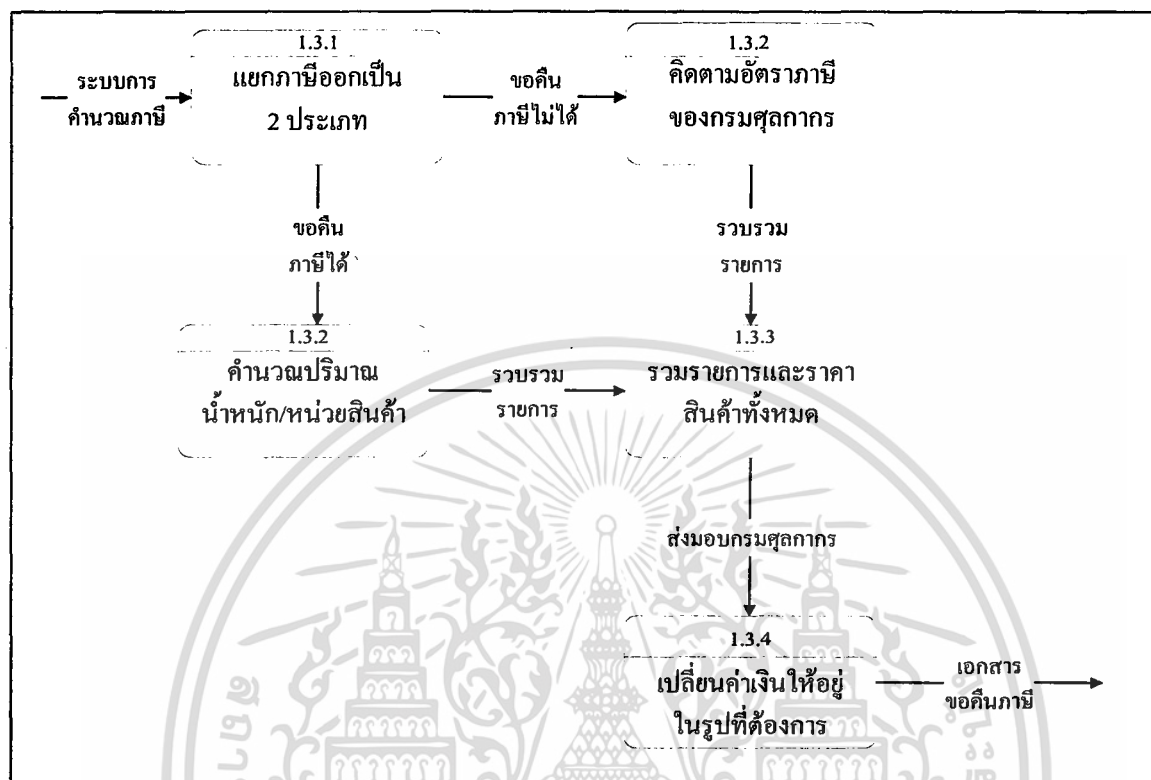 1.3.1
แยกภาษีออกเป็น
2 ประเภท
ระบบการ
คำนวณภาษี
ขอคืน
ภาษีไม่ได้
1.3.2
คิดตามอัตราภาษี
ของกรมศุลกากร
ขอคืน
ภาษีได้
รวบรวม
รายการ
1.3.2
คำนวณปริมาณ
น้ำหนัก/หน่วยสินค้า
รวบรวม
รายการ
1.3.3
รวมรายการและราคา
สินค้าทั้งหมด
ส่งมอบกรมศุลกากร
1.3.4
เปลี่ยนค่าเงินให้อยู่
ในรูปที่ต้องการ
เอกสาร
ขอคืนภาษี